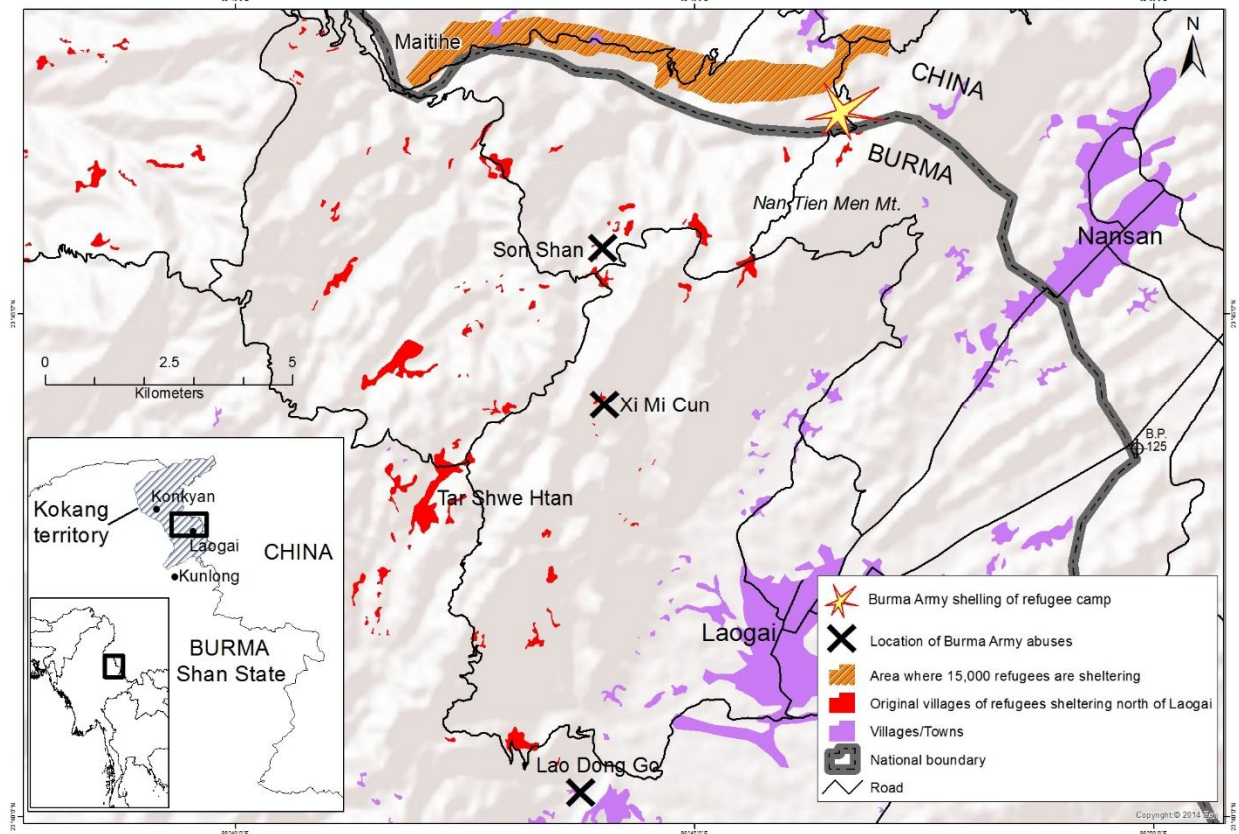 N
Maitihe
CHINA
BURMA
Nan Tien Men Mt.
Nansan
Son Shan
0 2.5 5
Kilometers
Xi Mi Cun
B.P.
125
Tar Shwe Htan
Konkyan
Kokang
territory
Laogai
CHINA
Kunlong
BURMA
Shan State
Laogai
Lao Dong Go
Burma Army shelling of refugee camp
Location of Burma Army abuses
Area where 15,000 refugees are sheltering
Original villages of refugees sheltering north of Laogai
Villages/Towns
National boundary
Road